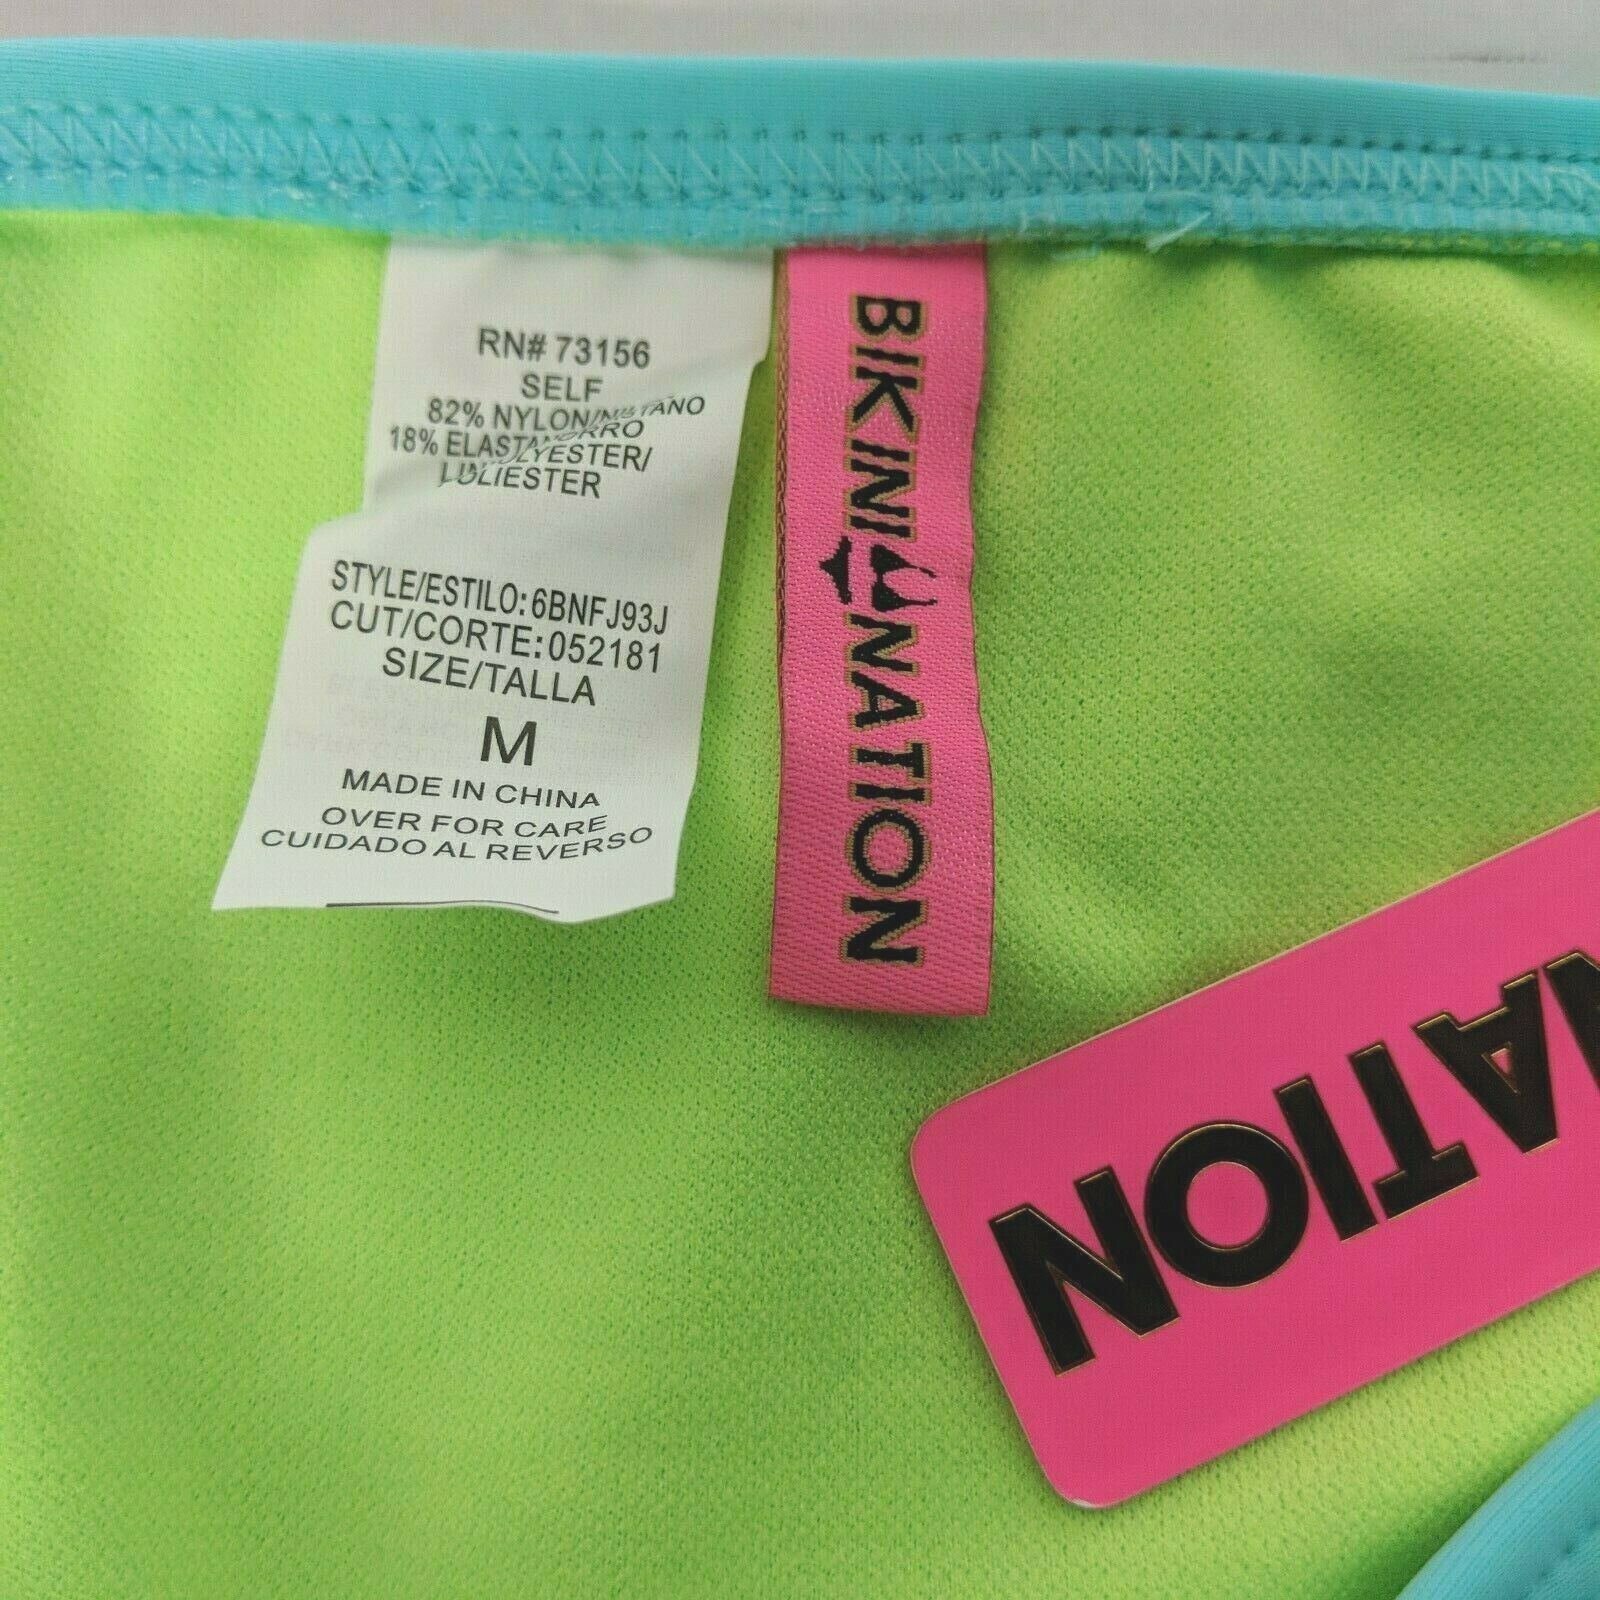 RN# 73156
SELF
82% NYLON/
18%
STYLE/ESTILO: 6BNFJ93J
CUT/CORTE: 052181
SIZE/TALLA
M
MADE IN CHINA
OVER FOR CARE
CUIDADO AL REVERSO
BIKINI NATION
NATION